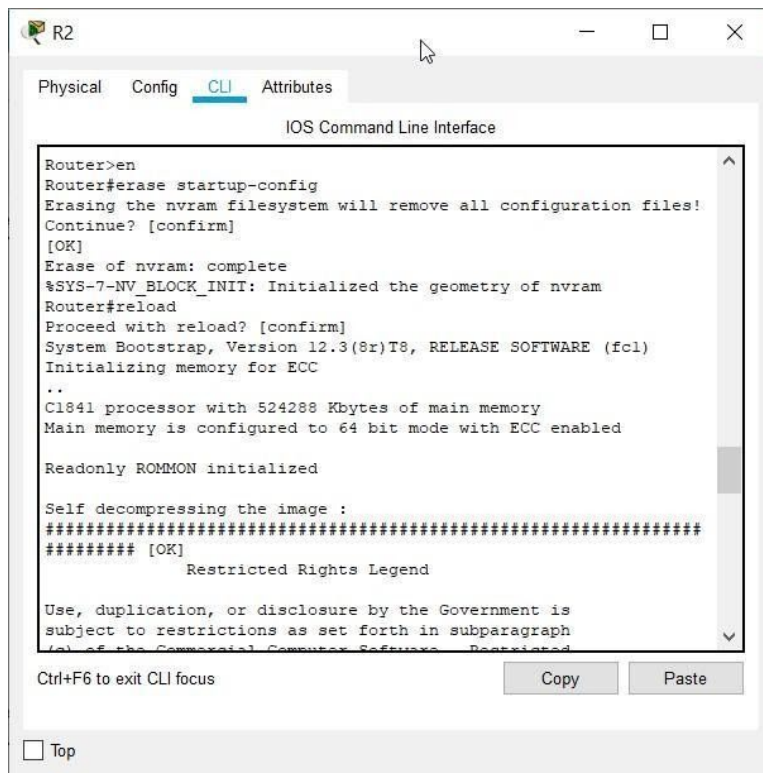 R2
Physical Config CLI Attributes
IOS Command Line Interface
Router>en
Router#erase startup-config
Erasing the nvram filesystem will remove all configuration files!
Continue? [confirm]
[OK]
Erase of nvram: complete
%SYS-7-NV_BLOCK_INIT: Initialized the geometry of nvram
Router#reload
Proceed with reload? [confirm]
System Bootstrap, Version 12.3(8r)T8, RELEASE SOFTWARE (fc1)
Initializing memory for ECC
..
C1841 processor with 524288 Kbytes of main memory
Main memory is configured to 64 bit mode with ECC enabled
Readonly ROMMON initialized
Self decompressing the image :
#################################################################
######### [OK]
Restricted Rights Legend
Use, duplication, or disclosure by the Government is
subject to restrictions as set forth in subparagraph
(c) of the Commercial Computer Software - Restricted
Ctrl+F6 to exit CLI focus
Copy Paste
Top